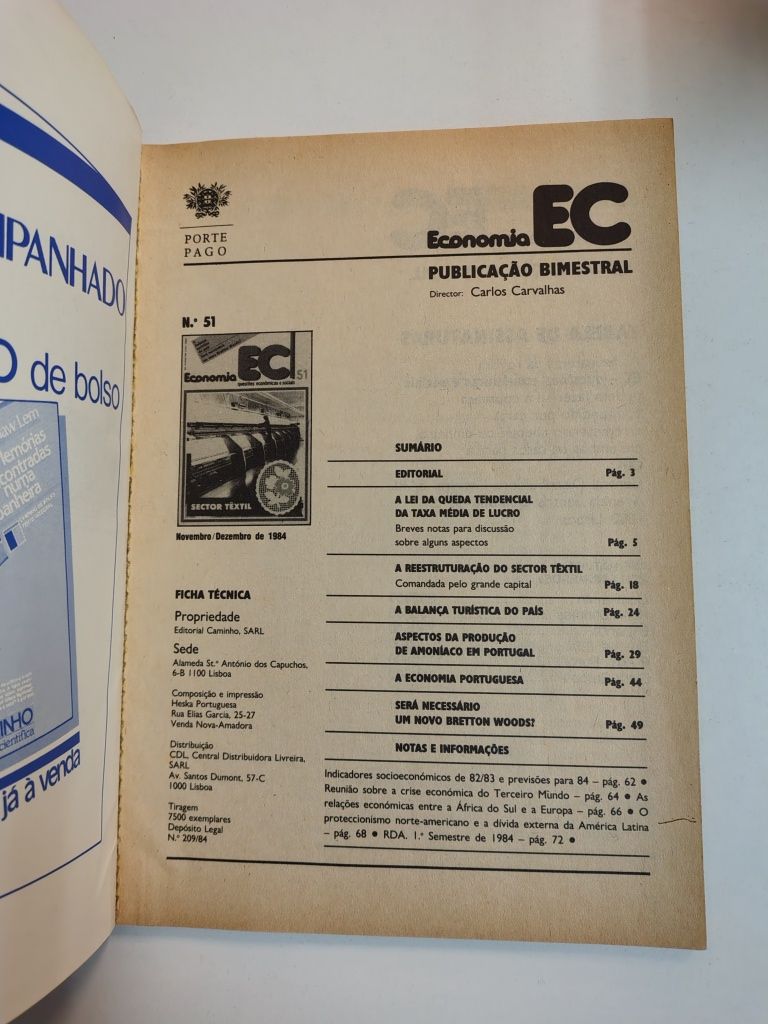 MPANHADO
O de bolso
law Lem
memórias
encontradas
numa
banheira
CAMINHO
científica
já à venda
PORTE
PAGO
Economia EC
PUBLICAÇÃO BIMESTRAL
Director: Carlos Carvalhas
N.º 51
Economia EC 51
questões económicas e sociais
SECTOR TÊXTIL
Novembro/Dezembro de 1984
FICHA TÉCNICA
Propriedade
Editorial Caminho, SARL
Sede
Alameda St.º António dos Capuchos,
6-B 1100 Lisboa
Composição e impressão
Heska Portuguesa
Rua Elias Garcia, 25-27
Venda Nova-Amadora
Distribuição
CDL, Central Distribuidora Livreira,
SARL
Av. Santos Dumont, 57-C
1000 Lisboa
Tiragem
7500 exemplares
Depósito Legal
N.º 209/84
SUMÁRIO
EDITORIAL Pág. 3
A LEI DA QUEDA TENDENCIAL
DA TAXA MÉDIA DE LUCRO
Breves notas para discussão
sobre alguns aspectos Pág. 5
A REESTRUTURAÇÃO DO SECTOR TÊXTIL
Comandada pelo grande capital Pág. 18
A BALANÇA TURÍSTICA DO PAÍS Pág. 24
ASPECTOS DA PRODUÇÃO
DE AMONÍACO EM PORTUGAL Pág. 29
A ECONOMIA PORTUGUESA Pág. 44
SERÁ NECESSÁRIO
UM NOVO BRETTON WOODS? Pág. 49
NOTAS E INFORMAÇÕES
Indicadores socioeconómicos de 82/83 e previsões para 84 – pág. 62 ●
Reunião sobre a crise económica do Terceiro Mundo – pág. 64 ● As
relações económicas entre a África do Sul e a Europa – pág. 66 ● O
proteccionismo norte-americano e a dívida externa da América Latina
– pág. 68 ● RDA. 1.º Semestre de 1984 – pág. 72 ●